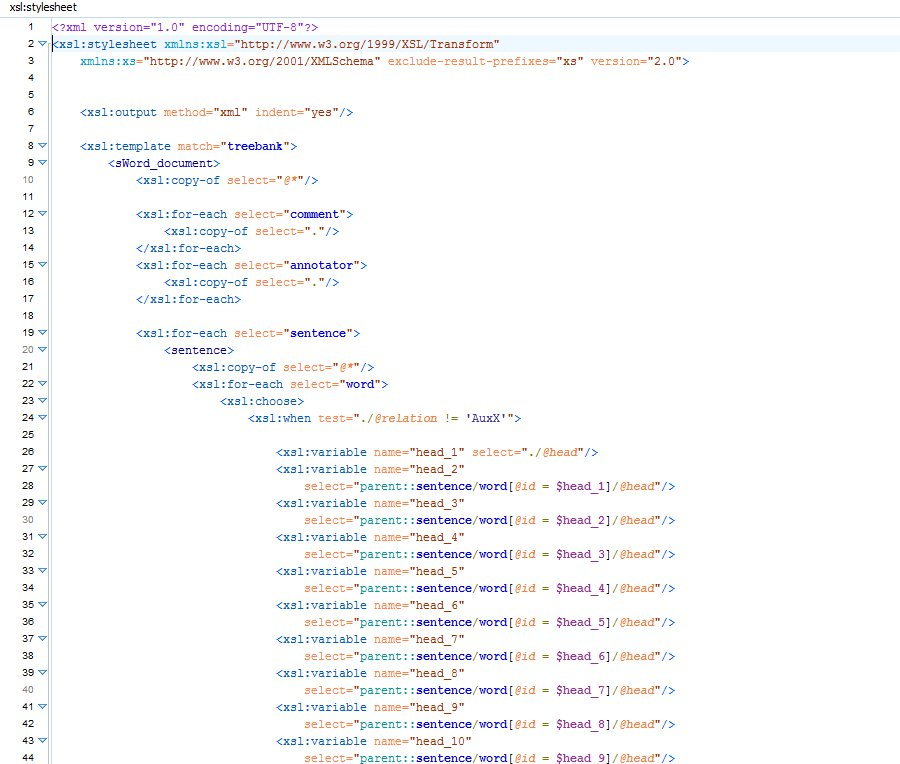 xsl:stylesheet
1 <?xml version="1.0" encoding="UTF-8"?>
2 <xsl:stylesheet xmlns:xsl="http://www.w3.org/1999/XSL/Transform"
3 xmlns:xs="http://www.w3.org/2001/XMLSchema" exclude-result-prefixes="xs" version="2.0">
4
5
6 <xsl:output method="xml" indent="yes"/>
7
8 <xsl:template match="treebank">
9 <sWord_document>
10 <xsl:copy-of select="@*"/>
11
12 <xsl:for-each select="comment">
13 <xsl:copy-of select="."/>
14 </xsl:for-each>
15 <xsl:for-each select="annotator">
16 <xsl:copy-of select="."/>
17 </xsl:for-each>
18
19 <xsl:for-each select="sentence">
20 <sentence>
21 <xsl:copy-of select="@*"/>
22 <xsl:for-each select="word">
23 <xsl:choose>
24 <xsl:when test="./@relation != 'AuxX'">
25
26 <xsl:variable name="head_1" select="./@head"/>
27 <xsl:variable name="head_2"
28 select="parent::sentence/word[@id = $head_1]/@head"/>
29 <xsl:variable name="head_3"
30 select="parent::sentence/word[@id = $head_2]/@head"/>
31 <xsl:variable name="head_4"
32 select="parent::sentence/word[@id = $head_3]/@head"/>
33 <xsl:variable name="head_5"
34 select="parent::sentence/word[@id = $head_4]/@head"/>
35 <xsl:variable name="head_6"
36 select="parent::sentence/word[@id = $head_5]/@head"/>
37 <xsl:variable name="head_7"
38 select="parent::sentence/word[@id = $head_6]/@head"/>
39 <xsl:variable name="head_8"
40 select="parent::sentence/word[@id = $head_7]/@head"/>
41 <xsl:variable name="head_9"
42 select="parent::sentence/word[@id = $head_8]/@head"/>
43 <xsl:variable name="head_10"
44 select="parent::sentence/word[@id = $head_9]/@head"/>